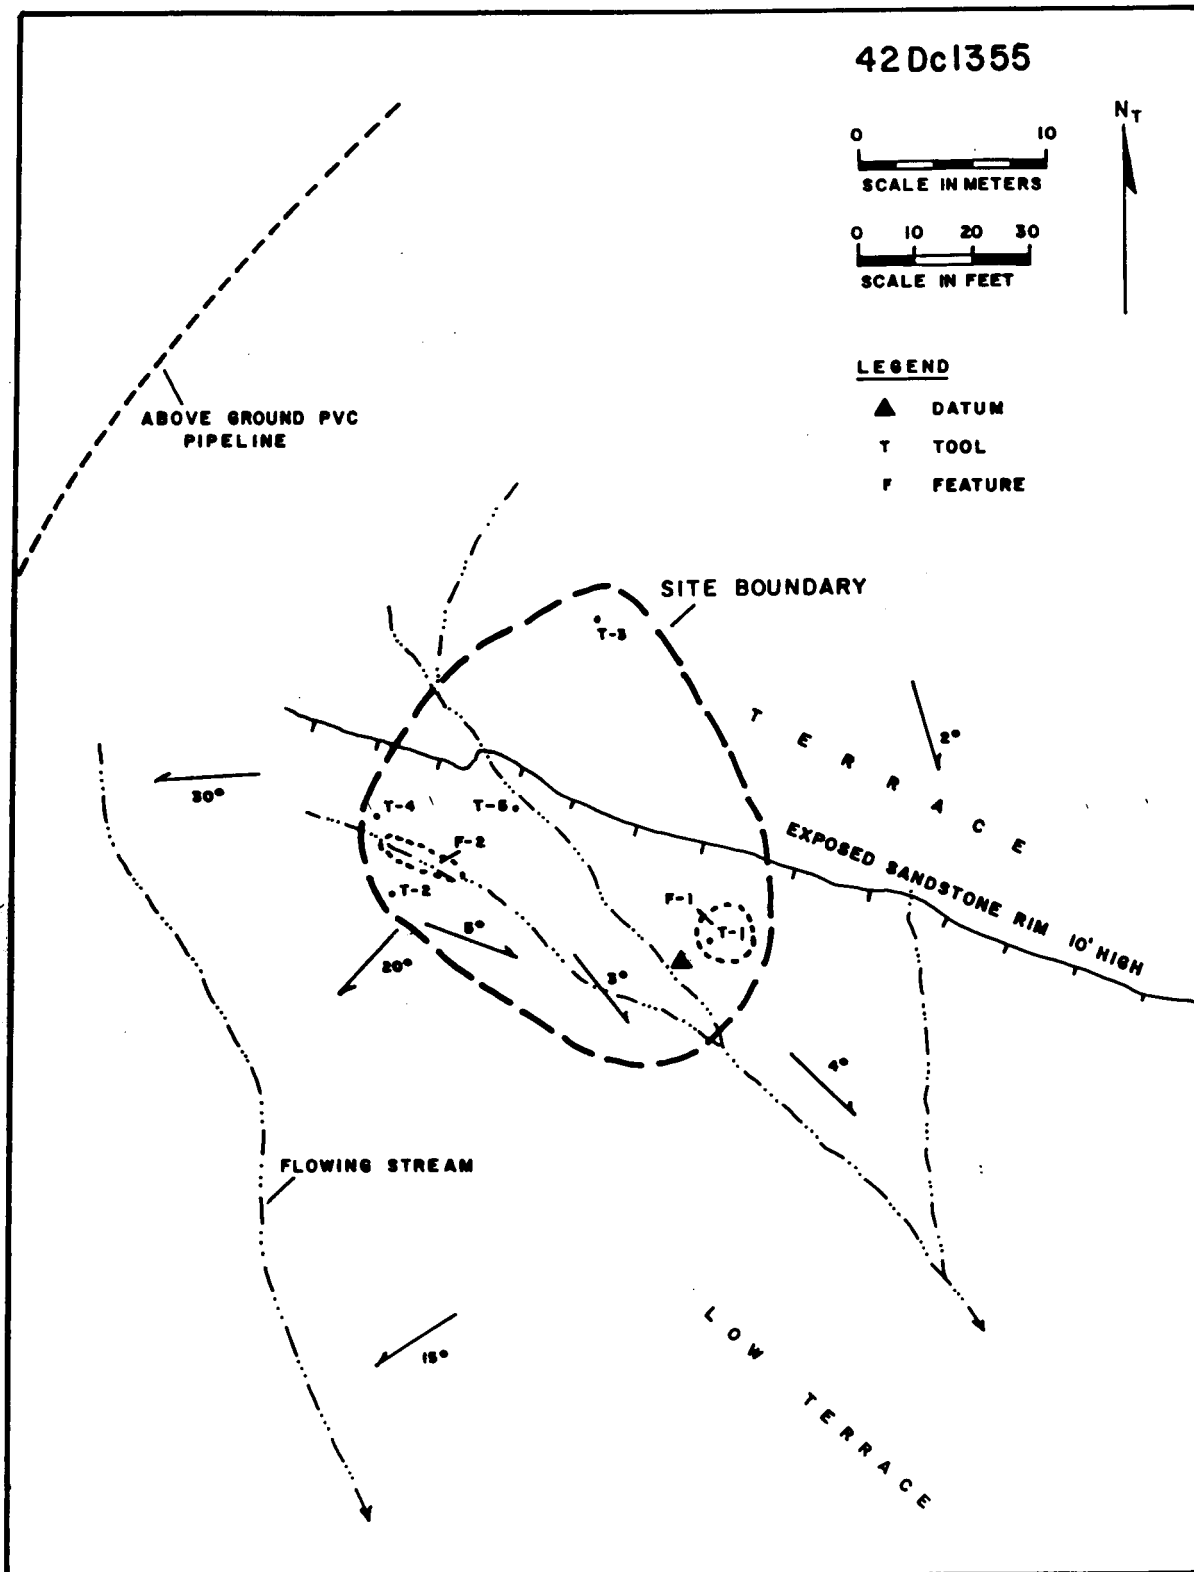 42Dc1355
N T
0 10
SCALE IN METERS
0 10 20 30
SCALE IN FEET
LEGEND
DATUM
T TOOL
F FEATURE
ABOVE GROUND PVC
PIPELINE
SITE BOUNDARY
T-3
TERRACE
2°
30°
T-4
T-5
F-2
EXPOSED SANDSTONE RIM 10' HIGH
T-2
F-1
T-1
5°
20°
3°
4°
FLOWING STREAM
15°
LOW TERRACE